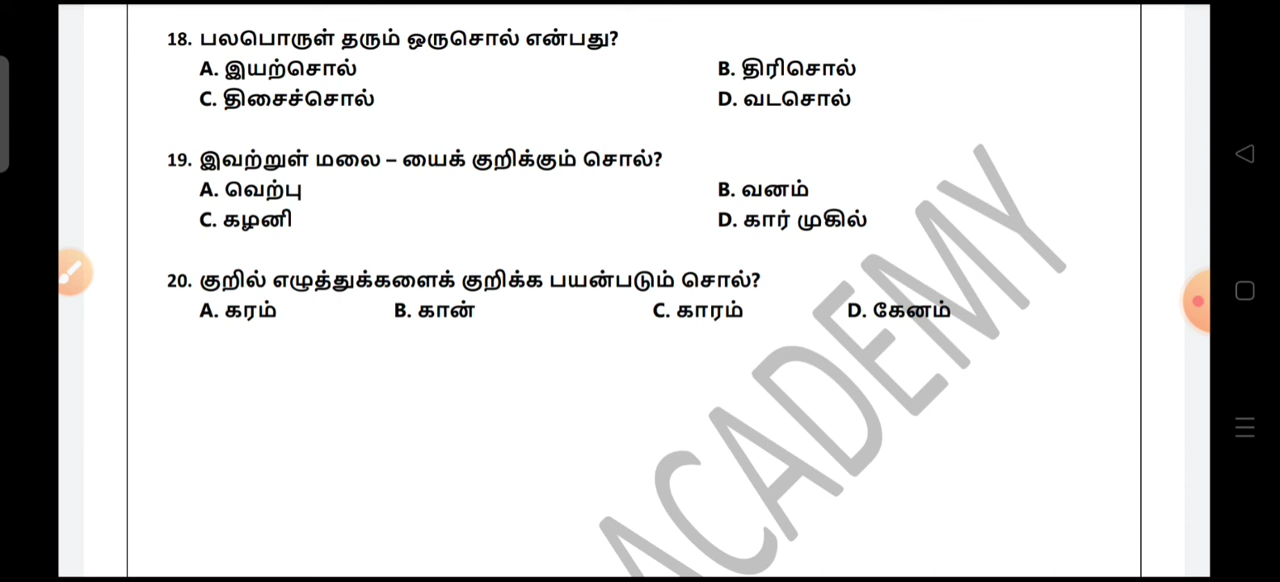 18. பலபொருள் தரும் ஒருசொல் என்பது?
A. இயற்சொல் B. திரிசொல்
C. திசைச்சொல் D. வடசொல்
19. இவற்றுள் மலை – யைக் குறிக்கும் சொல்?
A. வெற்பு B. வனம்
C. கழனி D. கார் முகில்
20. குறில் எழுத்துக்களைக் குறிக்க பயன்படும் சொல்?
A. கரம் B. கான் C. காரம் D. கேனம்
ACADEMY